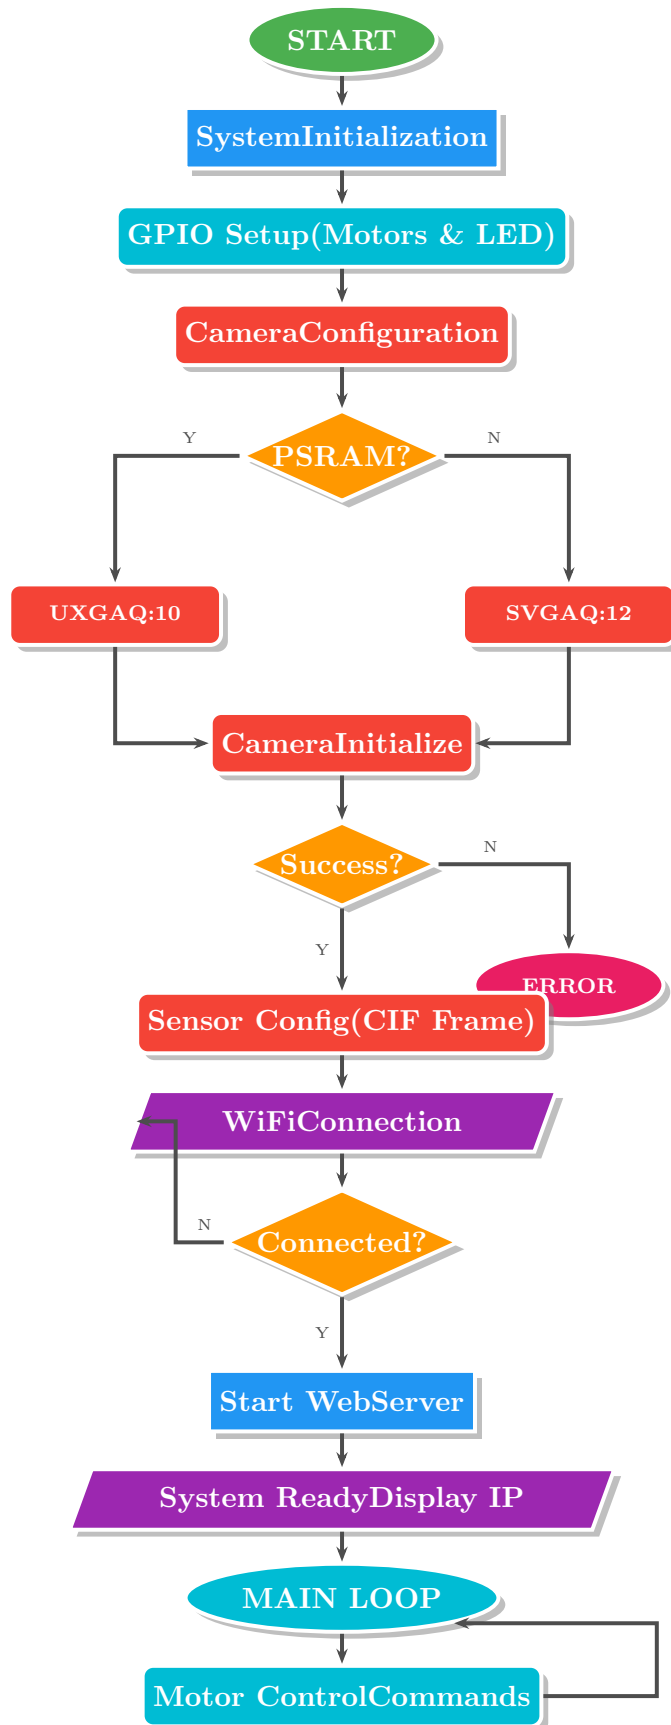 START
SystemInitialization
GPIO Setup(Motors & LED)
CameraConfiguration
PSRAM?
Y
N
UXGAQ:10
SVGAQ:12
CameraInitialize
Success?
N
Y
ERROR
Sensor Config(CIF Frame)
WiFiConnection
N
Connected?
Y
Start WebServer
System ReadyDisplay IP
MAIN LOOP
Motor ControlCommands